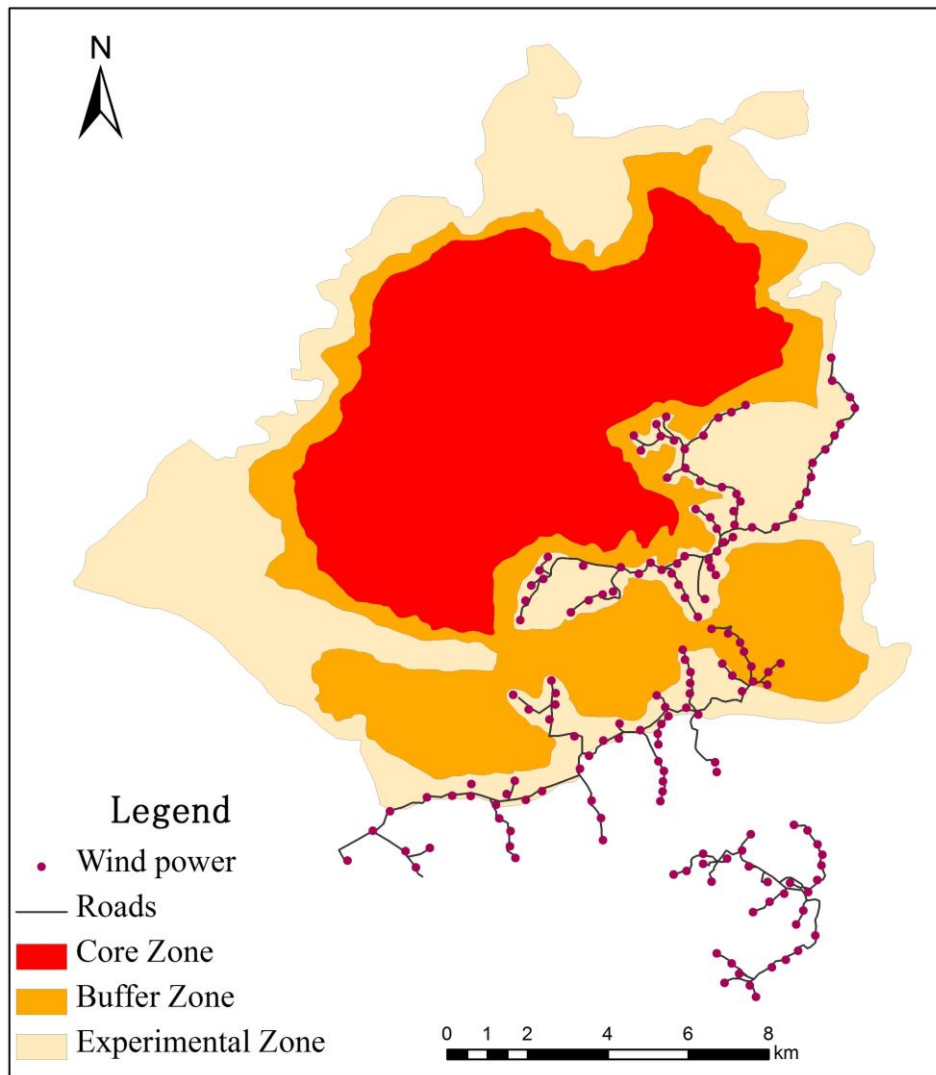 N
Legend
Wind power
Roads
Core Zone
Buffer Zone
Experimental Zone
0 1 2 4 6 8
km